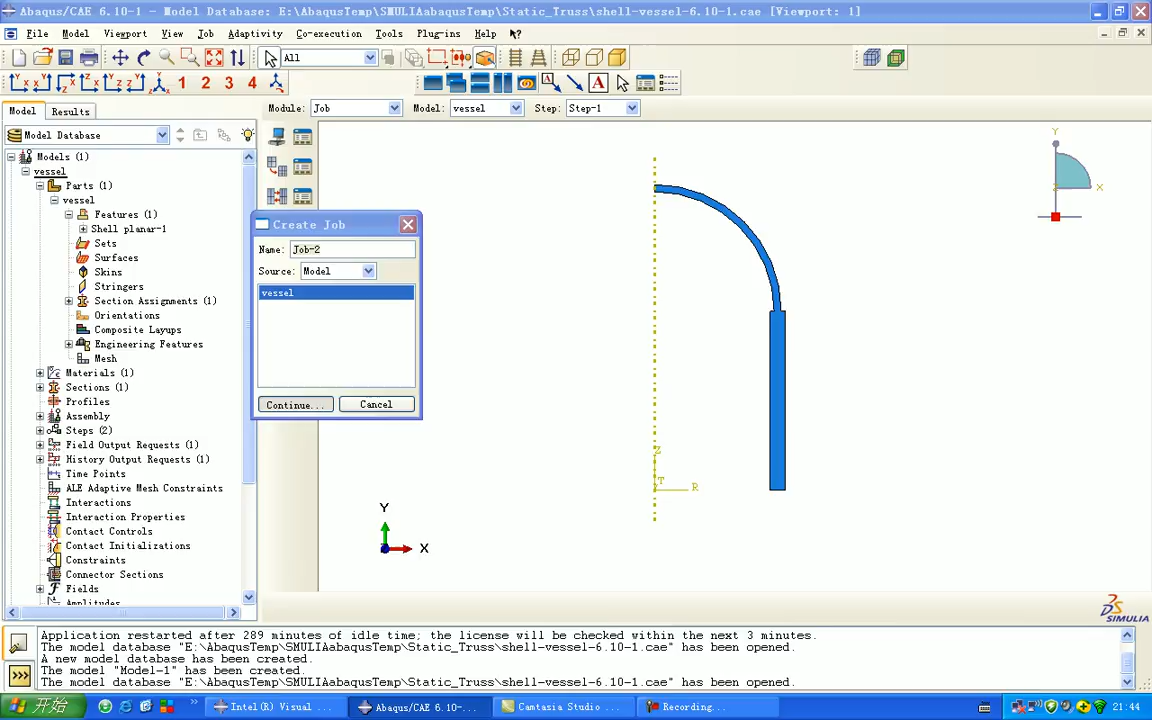 Abaqus/CAE 6.10-1 - Model Database: E:\AbaqusTemp\SMULIAabaqusTemp\Static_Truss\shell-vessel-6.10-1.cae [Viewport: 1]
File Model Viewport View Job Adaptivity Co-execution Tools Plug-ins Help
All
1 2 3 4
A
Model Results
Module: Job Model: vessel Step: Step-1
Model Database
Models (1)
vessel
Parts (1)
vessel
Features (1)
Shell planar-1
Sets
Surfaces
Skins
Stringers
Section Assignments (1)
Orientations
Composite Layups
Engineering Features
Mesh
Materials (1)
Sections (1)
Profiles
Assembly
Steps (2)
Field Output Requests (1)
History Output Requests (1)
Time Points
ALE Adaptive Mesh Constraints
Interactions
Interaction Properties
Contact Controls
Contact Initializations
Constraints
Connector Sections
Fields
Amplitudes
Create Job
Name: Job-2
Source: Model
vessel
Continue... Cancel
Y
X
Z
Z
T
R
Y
X
SIMULIA
Application restarted after 289 minutes of idle time; the license will be checked within the next 3 minutes.
The model database "E:\AbaqusTemp\SMULIAabaqusTemp\Static_Truss\shell-vessel-6.10-1.cae" has been opened.
A new model database has been created.
The model "Model-1" has been created.
The model database "E:\AbaqusTemp\SMULIAabaqusTemp\Static_Truss\shell-vessel-6.10-1.cae" has been opened.
>>>
开始
Intel(R) Visual ...
Abaqus/CAE 6.10-...
Camtasia Studio ...
Recording...
21:44